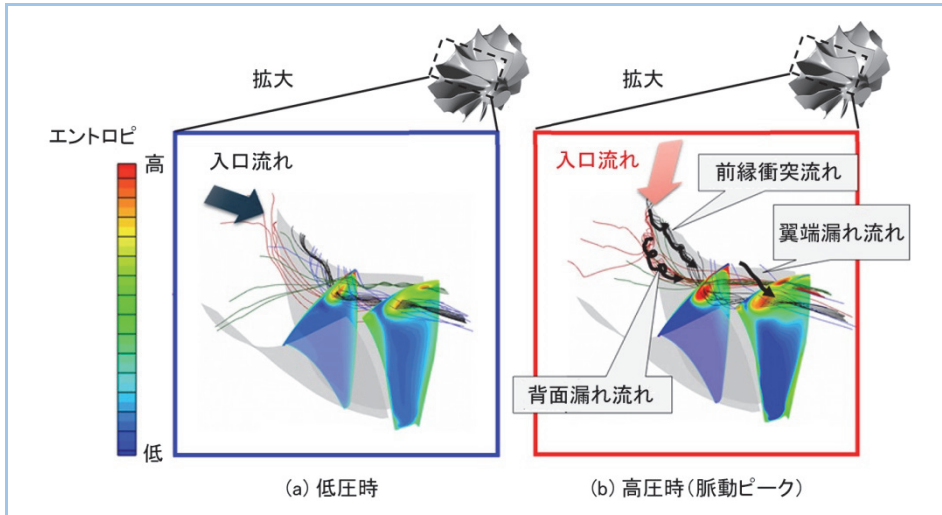 拡大
拡大
エントロピ
高
低
入口流れ
入口流れ
前縁衝突流れ
翼端漏れ流れ
背面漏れ流れ
(a) 低圧時
(b) 高圧時(脈動ピーク)